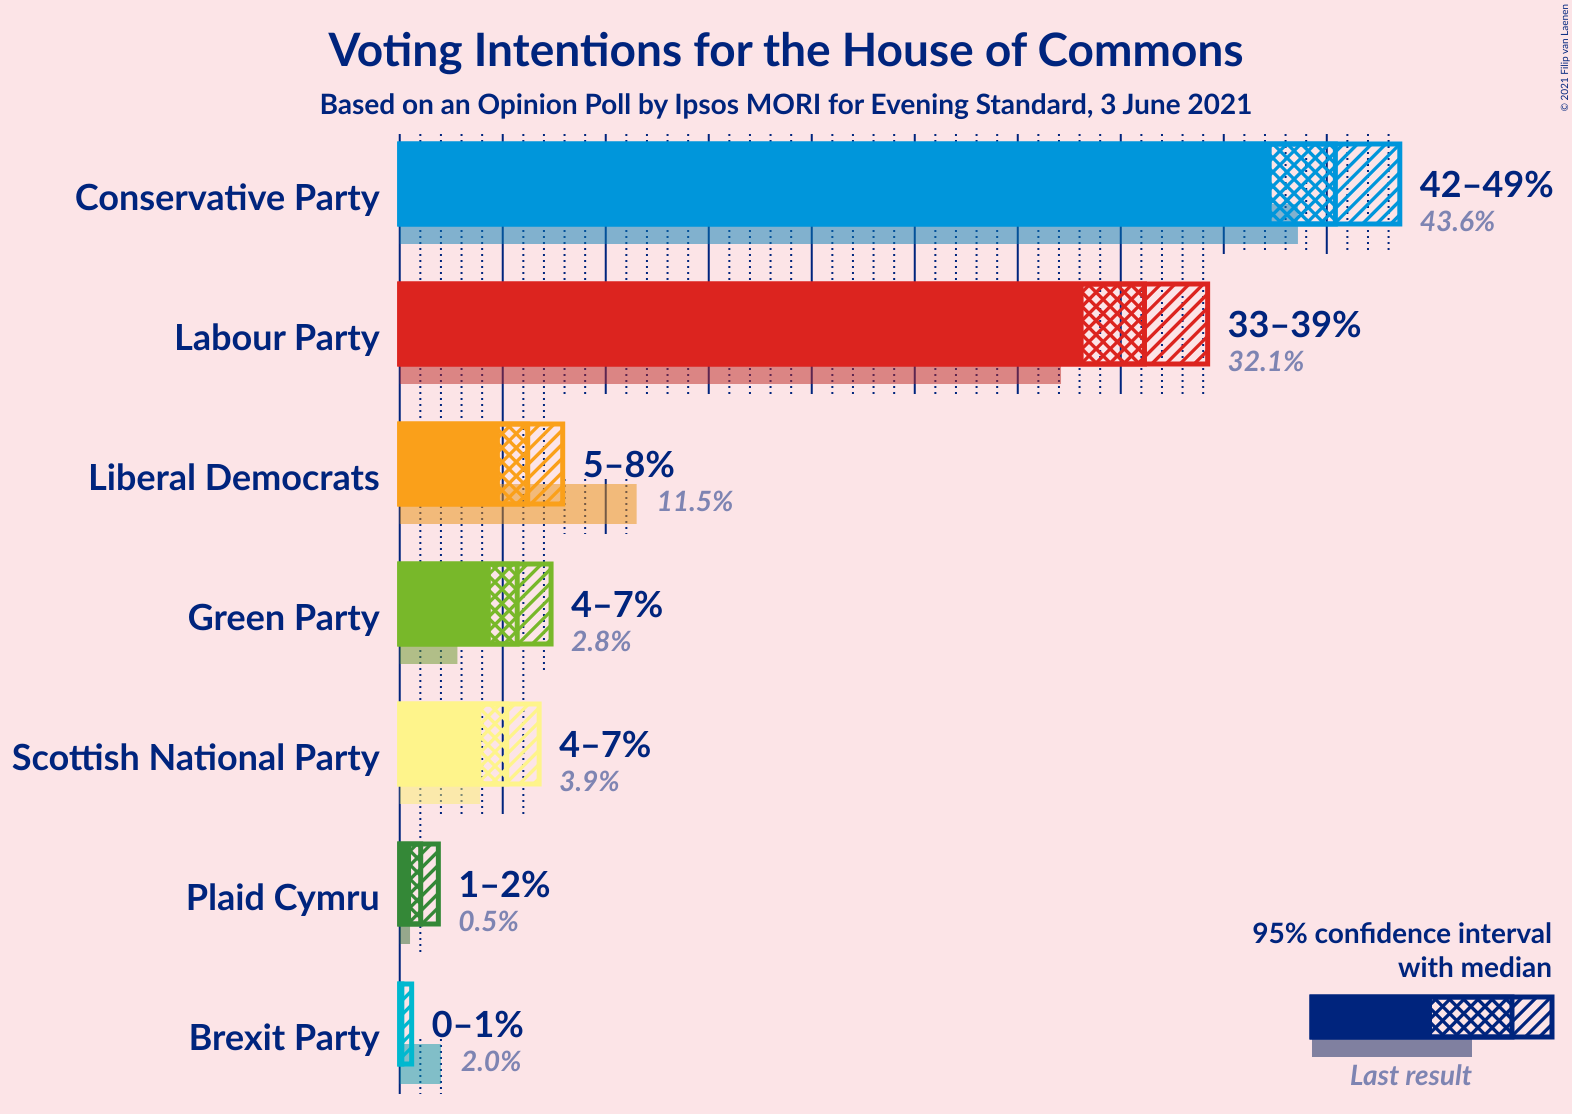 Voting Intentions for the House of Commons
Based on an Opinion Poll by Ipsos MORI for Evening Standard, 3 June 2021
© 2021 Filip van Laenen
Conservative Party
42–49%
43.6%
Labour Party
33–39%
32.1%
Liberal Democrats
5–8%
11.5%
Green Party
4–7%
2.8%
Scottish National Party
4–7%
3.9%
Plaid Cymru
1–2%
0.5%
Brexit Party
0–1%
2.0%
95% confidence interval
with median
Last result